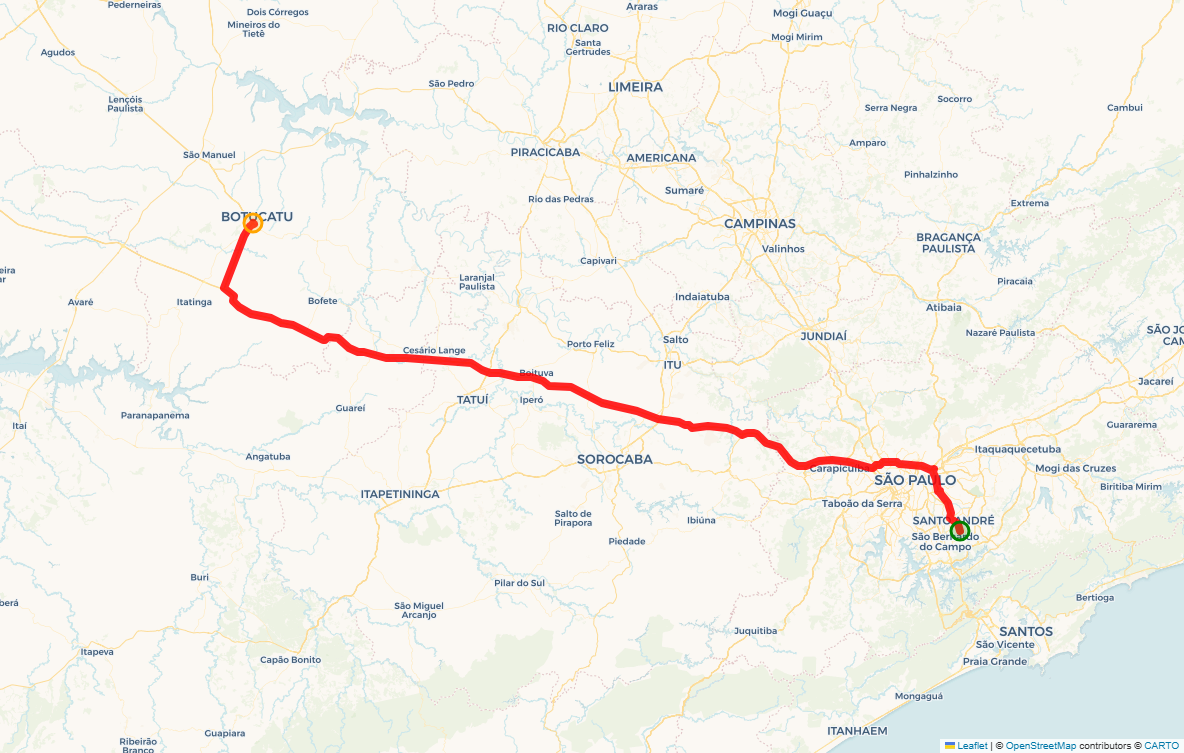 Pederneiras
Dois Córregos
Mineiros do
Tietê
Agudos
Araras
RIO CLARO
Santa
Gertrudes
Mogi Guaçu
Mogi Mirim
Lençóis
Paulista
São Pedro
LIMEIRA
Serra Negra
Socorro
Cambui
São Manuel
PIRACICABA
AMERICANA
Amparo
Pinhalzinho
Sumaré
Rio das Pedras
Extrema
BOTUCATU
CAMPINAS
Valinhos
BRAGANÇA
PAULISTA
Capivari
eira
ar
Laranjal
Paulista
Piracaia
Avaré
Itatinga
Bofete
Indaiatuba
Atibaia
Nazaré Paulista
SÃO JO
CAM
Porto Feliz
Salto
JUNDIAÍ
Cesário Lange
ITU
Boituva
Jacareí
TATUÍ
Iperó
Guareí
Paranapanema
Itaí
Guararema
Angatuba
SOROCABA
Itaquaquecetuba
Carapicuíba
Mogi das Cruzes
SÃO PAULO
Biritiba Mirim
ITAPETININGA
Taboão da Serra
Salto de
Pirapora
Ibiúna
SANTO ANDRÉ
Piedade
São Bernardo
do Campo
Buri
Pilar do Sul
Bertioga
berá
São Miguel
Arcanjo
Juquitiba
SANTOS
São Vicente
Itapeva
Capão Bonito
Praia Grande
Mongaguá
Guapiara
ITANHAEM
Ribeirão
Branco
Leaflet | © OpenStreetMap contributors © CARTO